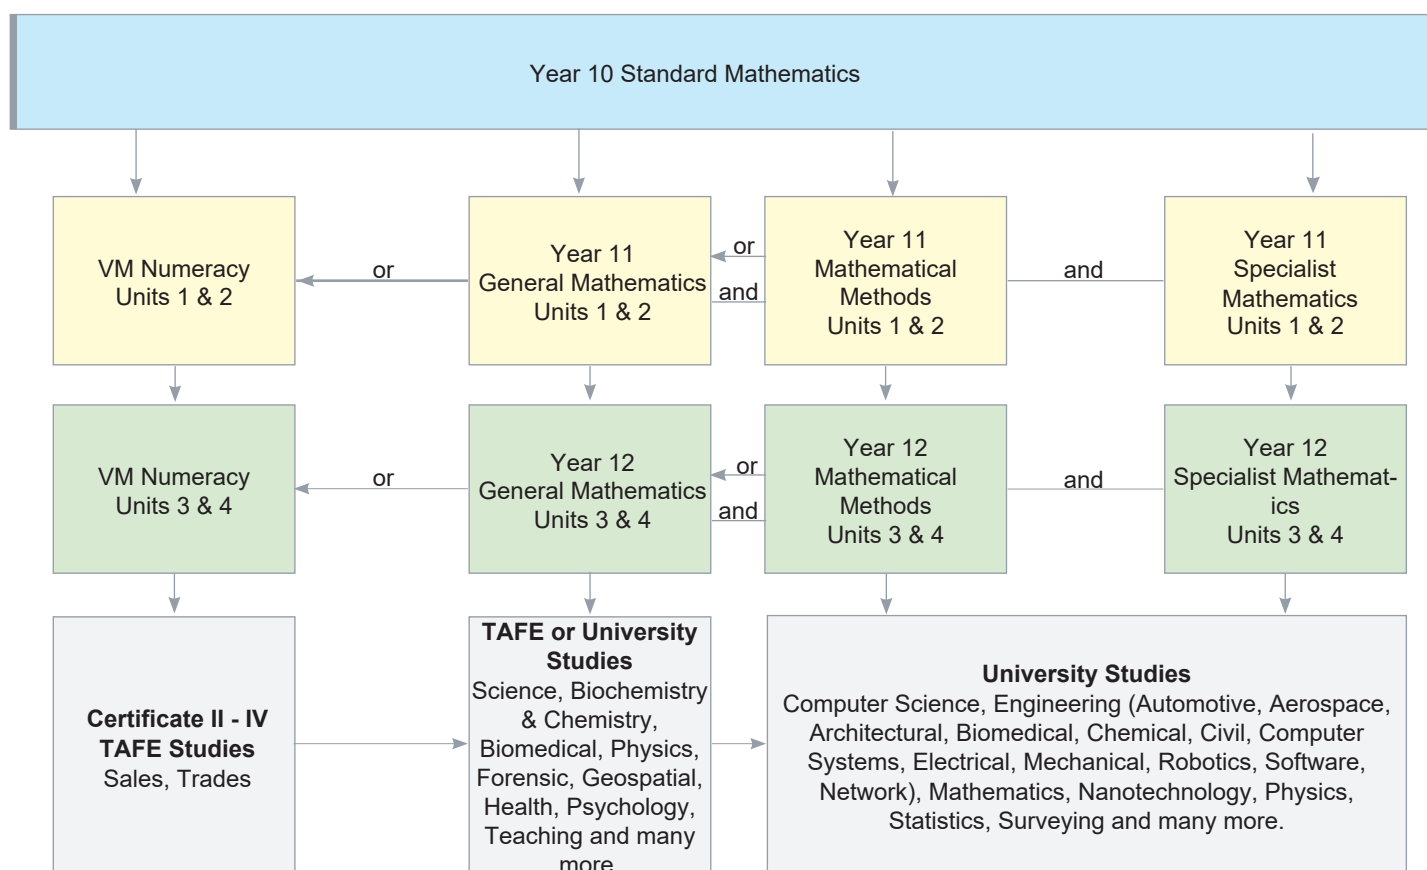 Year 10 Standard Mathematics
VM Numeracy
Units 1 & 2
or
Year 11
General Mathematics
Units 1 & 2
or
and
Year 11
Mathematical
Methods
Units 1 & 2
and
Year 11
Specialist
Mathematics
Units 1 & 2
VM Numeracy
Units 3 & 4
or
Year 12
General Mathematics
Units 3 & 4
or
and
Year 12
Mathematical
Methods
Units 3 & 4
and
Year 12
Specialist Mathemat-
ics
Units 3 & 4
Certificate II - IV
TAFE Studies
Sales, Trades
TAFE or University
Studies
Science, Biochemistry
& Chemistry,
Biomedical, Physics,
Forensic, Geospatial,
Health, Psychology,
Teaching and many
more
University Studies
Computer Science, Engineering (Automotive, Aerospace,
Architectural, Biomedical, Chemical, Civil, Computer
Systems, Electrical, Mechanical, Robotics, Software,
Network), Mathematics, Nanotechnology, Physics,
Statistics, Surveying and many more.